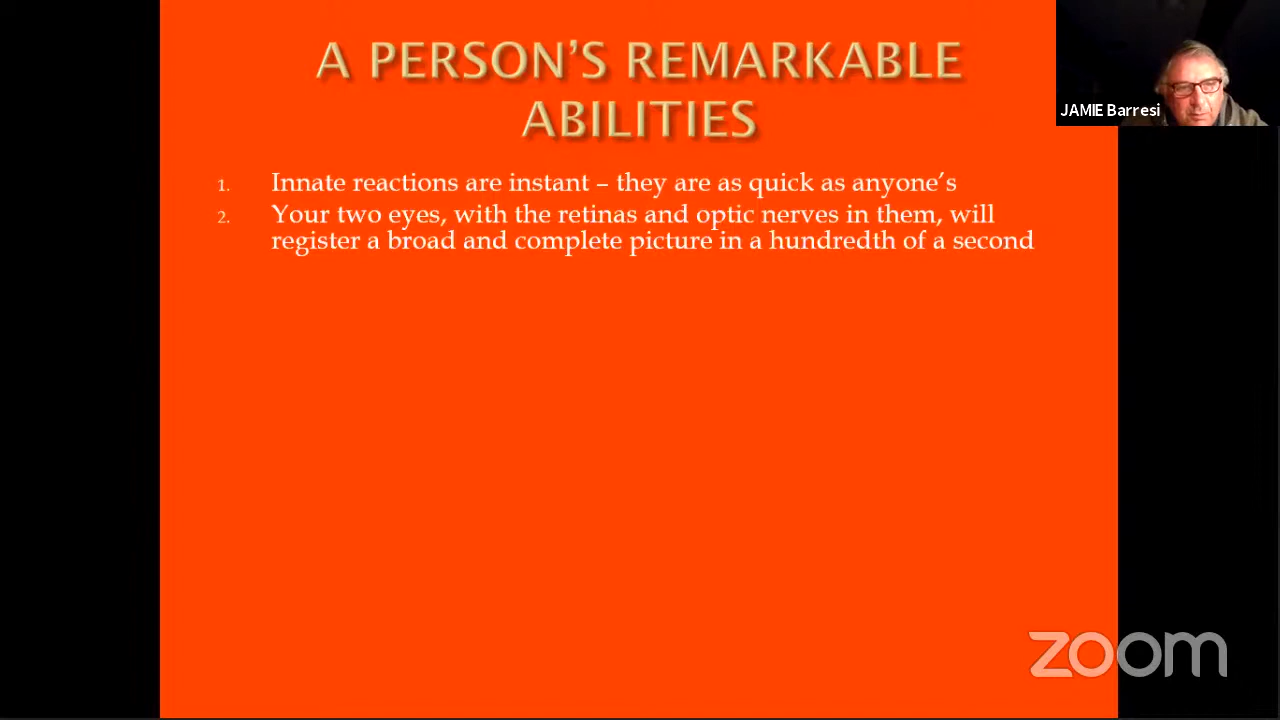 A PERSON’S REMARKABLE
ABILITIES
JAMIE Barresi
1. Innate reactions are instant – they are as quick as anyone’s
2. Your two eyes, with the retinas and optic nerves in them, will
register a broad and complete picture in a hundredth of a second
zoom